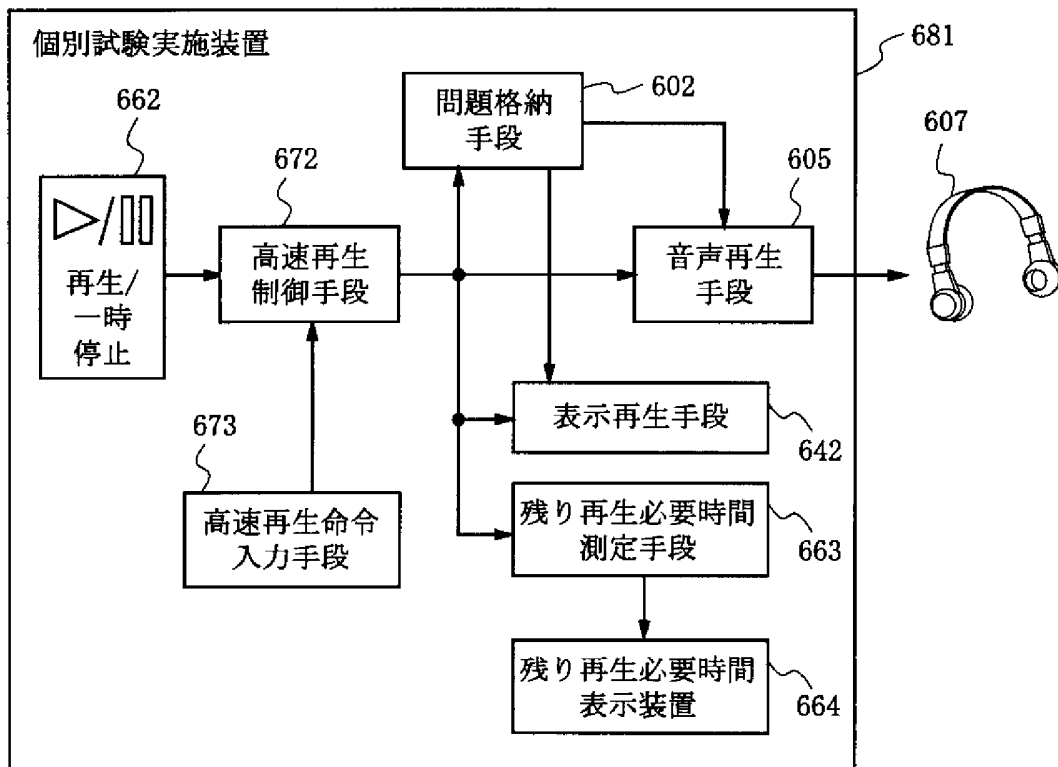 個別試験実施装置
681
662
再生/
一時
停止
672
高速再生
制御手段
602
問題格納
手段
605
音声再生
手段
607
673
高速再生命令
入力手段
表示再生手段
642
残り再生必要時間
測定手段
663
残り再生必要時間
表示装置
664